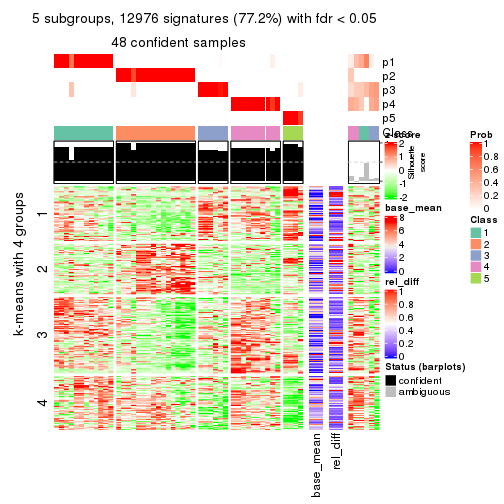 5 subgroups, 12976 signatures (77.2%) with fdr < 0.05
48 confident samples
p1
p2
p3
p4
p5
Class
z-score
2
1
0
-1
-2
Silhouette
score
Prob
1
0.8
0.6
0.4
0.2
0
base_mean
8
6
4
2
0
Class
1
2
3
4
5
rel_diff
1
0.8
0.6
0.4
0.2
0
Status (barplots)
confident
ambiguous
k-means with 4 groups
1
2
3
4
base_mean
rel_diff